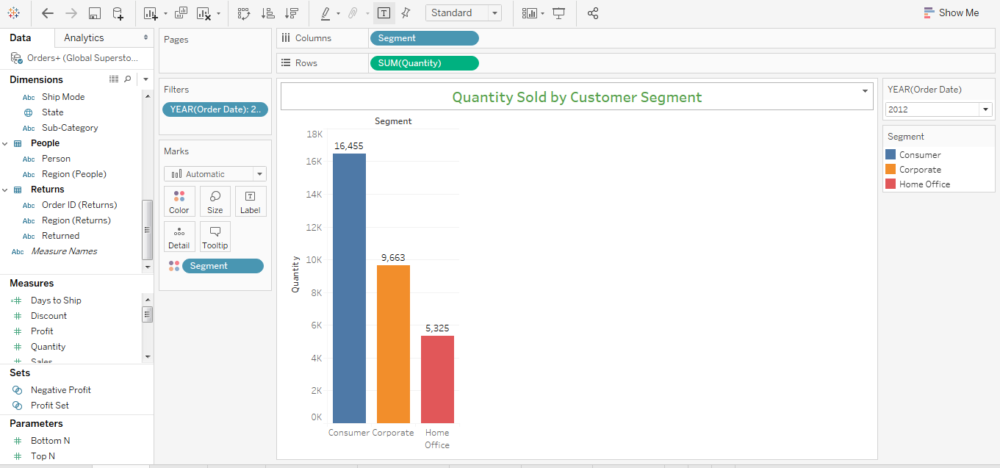 Standard
Show Me
Data
Analytics
Orders+ (Global Supersto...
Dimensions
Abc Ship Mode
State
Abc Sub-Category
People
Abc Person
Abc Region (People)
Returns
Abc Order ID (Returns)
Abc Region (Returns)
Abc Returned
Abc Measure Names
Measures
Days to Ship
Discount
Profit
Quantity
Sales
Sets
Negative Profit
Profit Set
Parameters
Bottom N
Top N
Pages
Filters
YEAR(Order Date): 2..
Marks
Automatic
Color
Size
T
Label
Detail
Tooltip
Segment
Columns
Segment
Rows
SUM(Quantity)
Quantity Sold by Customer Segment
Segment
18K
16K
14K
12K
10K
8K
6K
4K
2K
0K
Quantity
16,455
9,663
5,325
Consumer
Corporate
Home
Office
YEAR(Order Date)
2012
Segment
Consumer
Corporate
Home Office